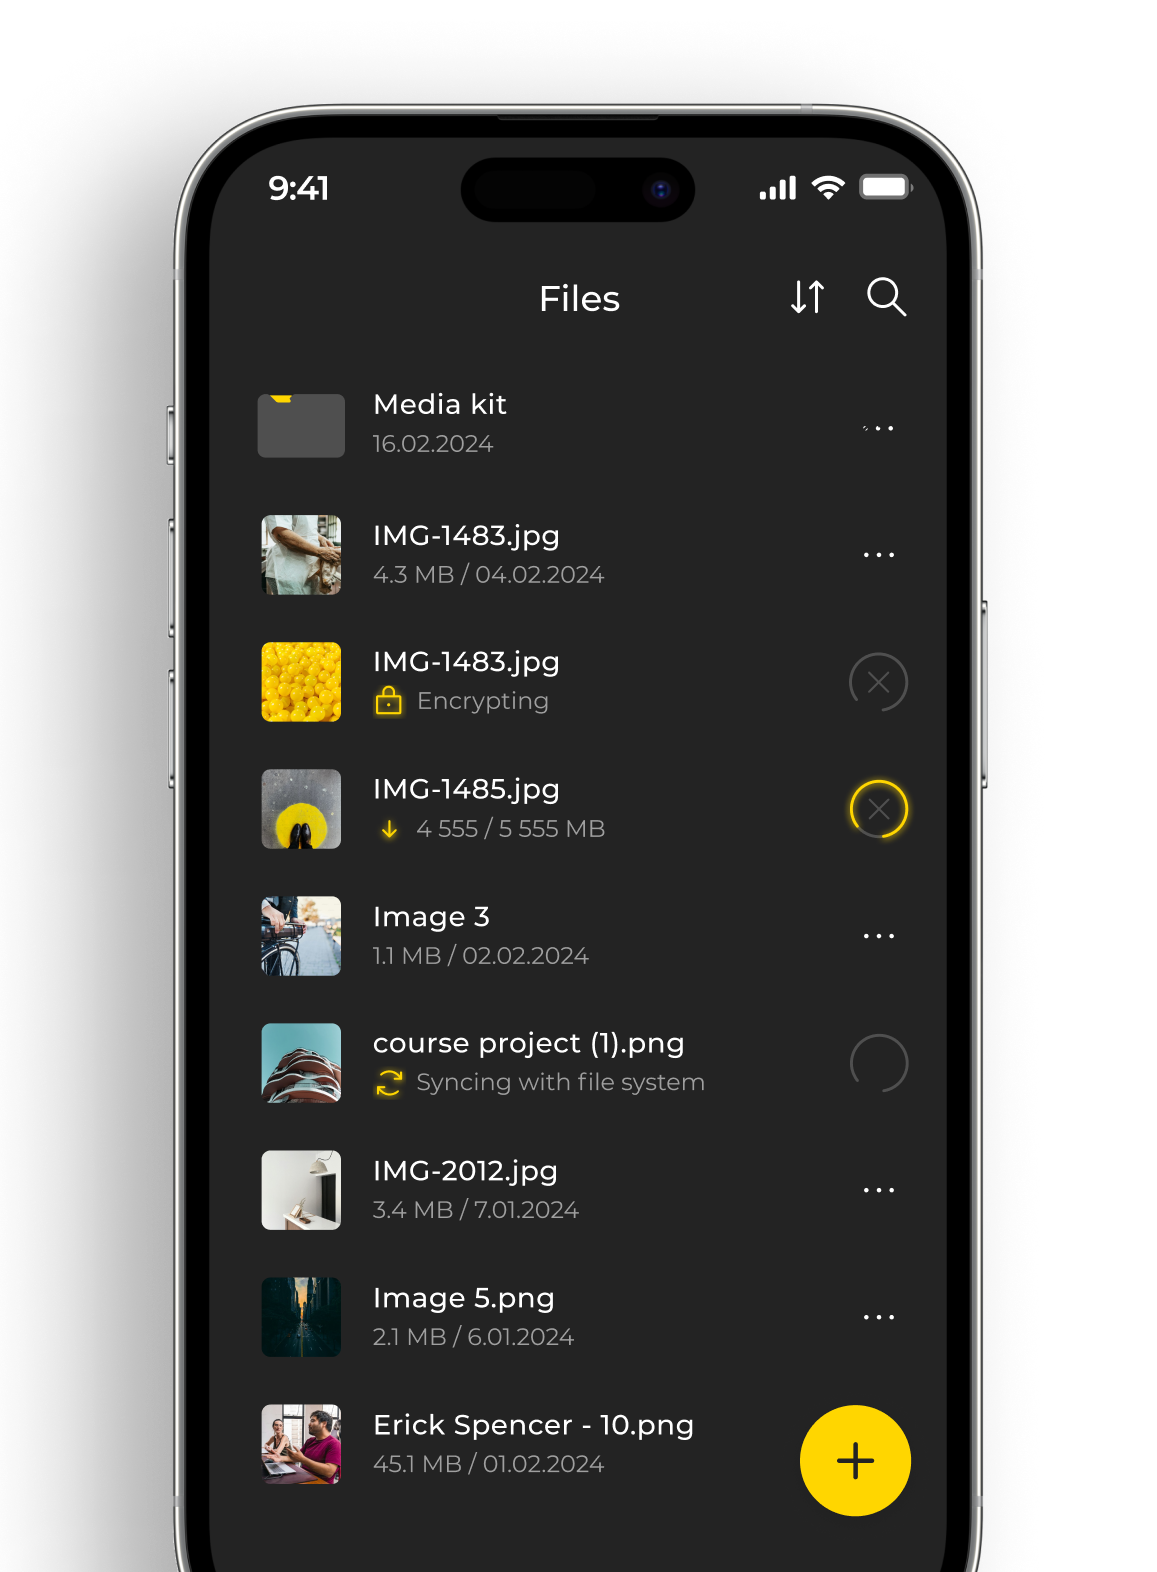 9:41
Files
Media kit
16.02.2024
IMG-1483.jpg
4.3 MB / 04.02.2024
IMG-1483.jpg
Encrypting
IMG-1485.jpg
4 555 / 5 555 MB
Image 3
1.1 MB / 02.02.2024
course project (1).png
Syncing with file system
IMG-2012.jpg
3.4 MB / 7.01.2024
Image 5.png
2.1 MB / 6.01.2024
Erick Spencer - 10.png
45.1 MB / 01.02.2024